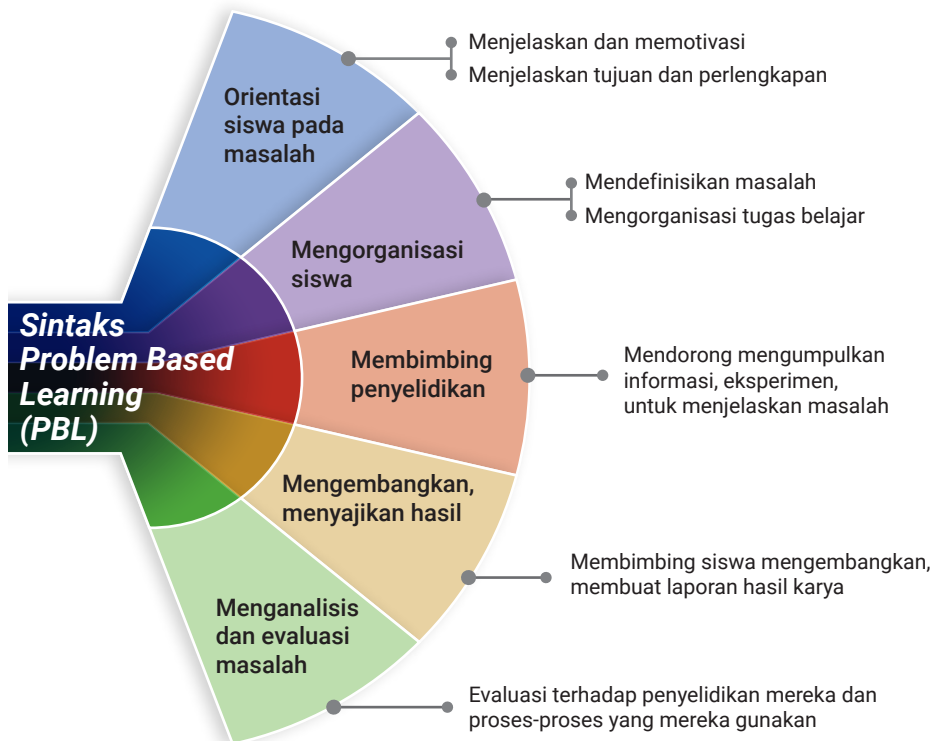 Sintaks
Problem Based
Learning
(PBL)
Orientasi
siswa pada
masalah
Menjelaskan dan memotivasi
Menjelaskan tujuan dan perlengkapan
Mengorganisasi
siswa
Mendefinisikan masalah
Mengorganisasi tugas belajar
Membimbing
penyelidikan
Mendorong mengumpulkan
informasi, eksperimen,
untuk menjelaskan masalah
Mengembangkan,
menyajikan hasil
Membimbing siswa mengembangkan,
membuat laporan hasil karya
Menganalisis
dan evaluasi
masalah
Evaluasi terhadap penyelidikan mereka dan
proses-proses yang mereka gunakan